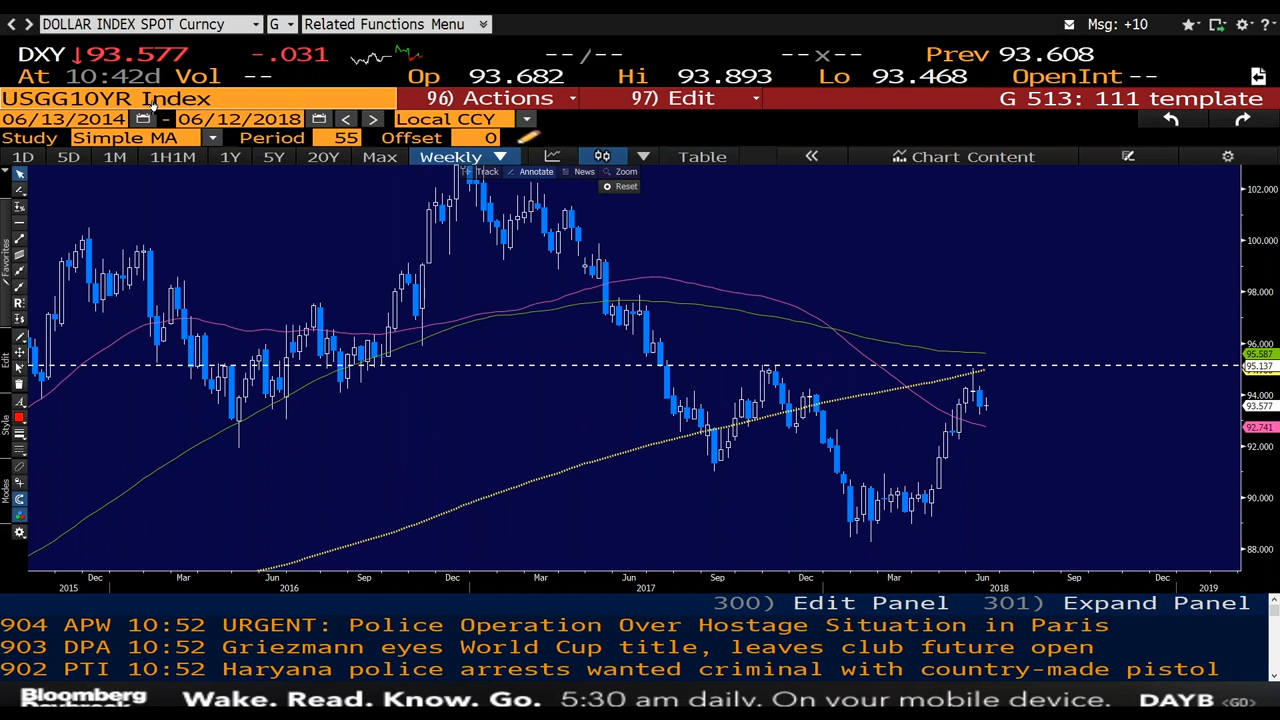 DOLLAR INDEX SPOT Curncy G Related Functions Menu Msg: +10
DXY 93.577 -.031 --/-- --x-- Prev 93.608
At 10:42d Vol -- Op 93.682 Hi 93.893 Lo 93.468 OpenInt --
USGG10YR Index 96) Actions 97) Edit G 513: 111 template
06/13/2014 - 06/12/2018 Local CCY
Study Simple MA Period 55 Offset 0
1D 5D 1M 1H1M 1Y 5Y 20Y Max Weekly Table Chart Content
Track Annotate News Zoom
Reset
Favorites
Edit
Style
Modes
102.000
100.000
98.000
96.000
95.587
95.137
94.000
93.577
92.741
92.000
90.000
88.000
Dec Mar Jun Sep Dec Mar Jun Sep Dec Mar Jun Sep Dec
2015 2016 2017 2018 2019
300) Edit Panel 301) Expand Panel
904 APW 10:52 URGENT: Police Operation Over Hostage Situation in Paris
903 DPA 10:52 Griezmann eyes World Cup title, leaves club future open
902 PTI 10:52 Haryana police arrests wanted criminal with country-made pistol
Bloomberg Wake. Read. Know. Go. 5:30 am daily. On your mobile device. DAYB <GO>